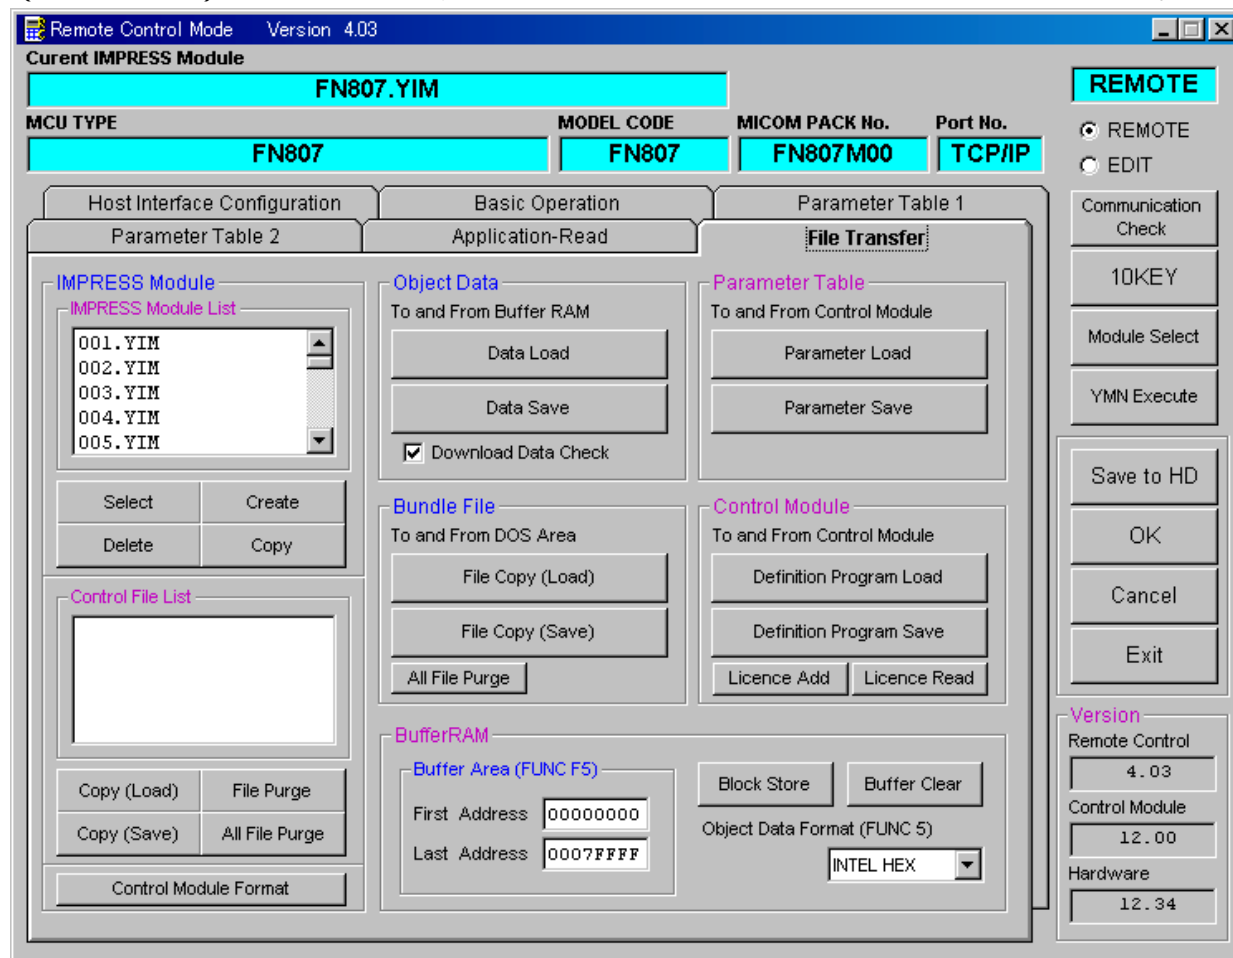 Remote Control Mode Version 4.03
Curent IMPRESS Module
FN807.YIM
REMOTE
MCU TYPE
MODEL CODE
MICOM PACK No.
Port No.
FN807
FN807
FN807M00
TCP/IP
REMOTE
EDIT
Host Interface Configuration
Basic Operation
Parameter Table 1
Parameter Table 2
Application-Read
File Transfer
IMPRESS Module
IMPRESS Module List
001.YIM
002.YIM
003.YIM
004.YIM
005.YIM
Select
Create
Delete
Copy
Control File List
Copy (Load)
File Purge
Copy (Save)
All File Purge
Control Module Format
Object Data
To and From Buffer RAM
Data Load
Data Save
Download Data Check
Parameter Table
To and From Control Module
Parameter Load
Parameter Save
Bundle File
To and From DOS Area
File Copy (Load)
File Copy (Save)
All File Purge
Control Module
To and From Control Module
Definition Program Load
Definition Program Save
Licence Add
Licence Read
BufferRAM
Buffer Area (FUNC F5)
First Address 00000000
Last Address 0007FFFF
Block Store
Buffer Clear
Object Data Format (FUNC 5)
INTEL HEX
Communication
Check
10KEY
Module Select
YMN Execute
Save to HD
OK
Cancel
Exit
Version
Remote Control
4.03
Control Module
12.00
Hardware
12.34